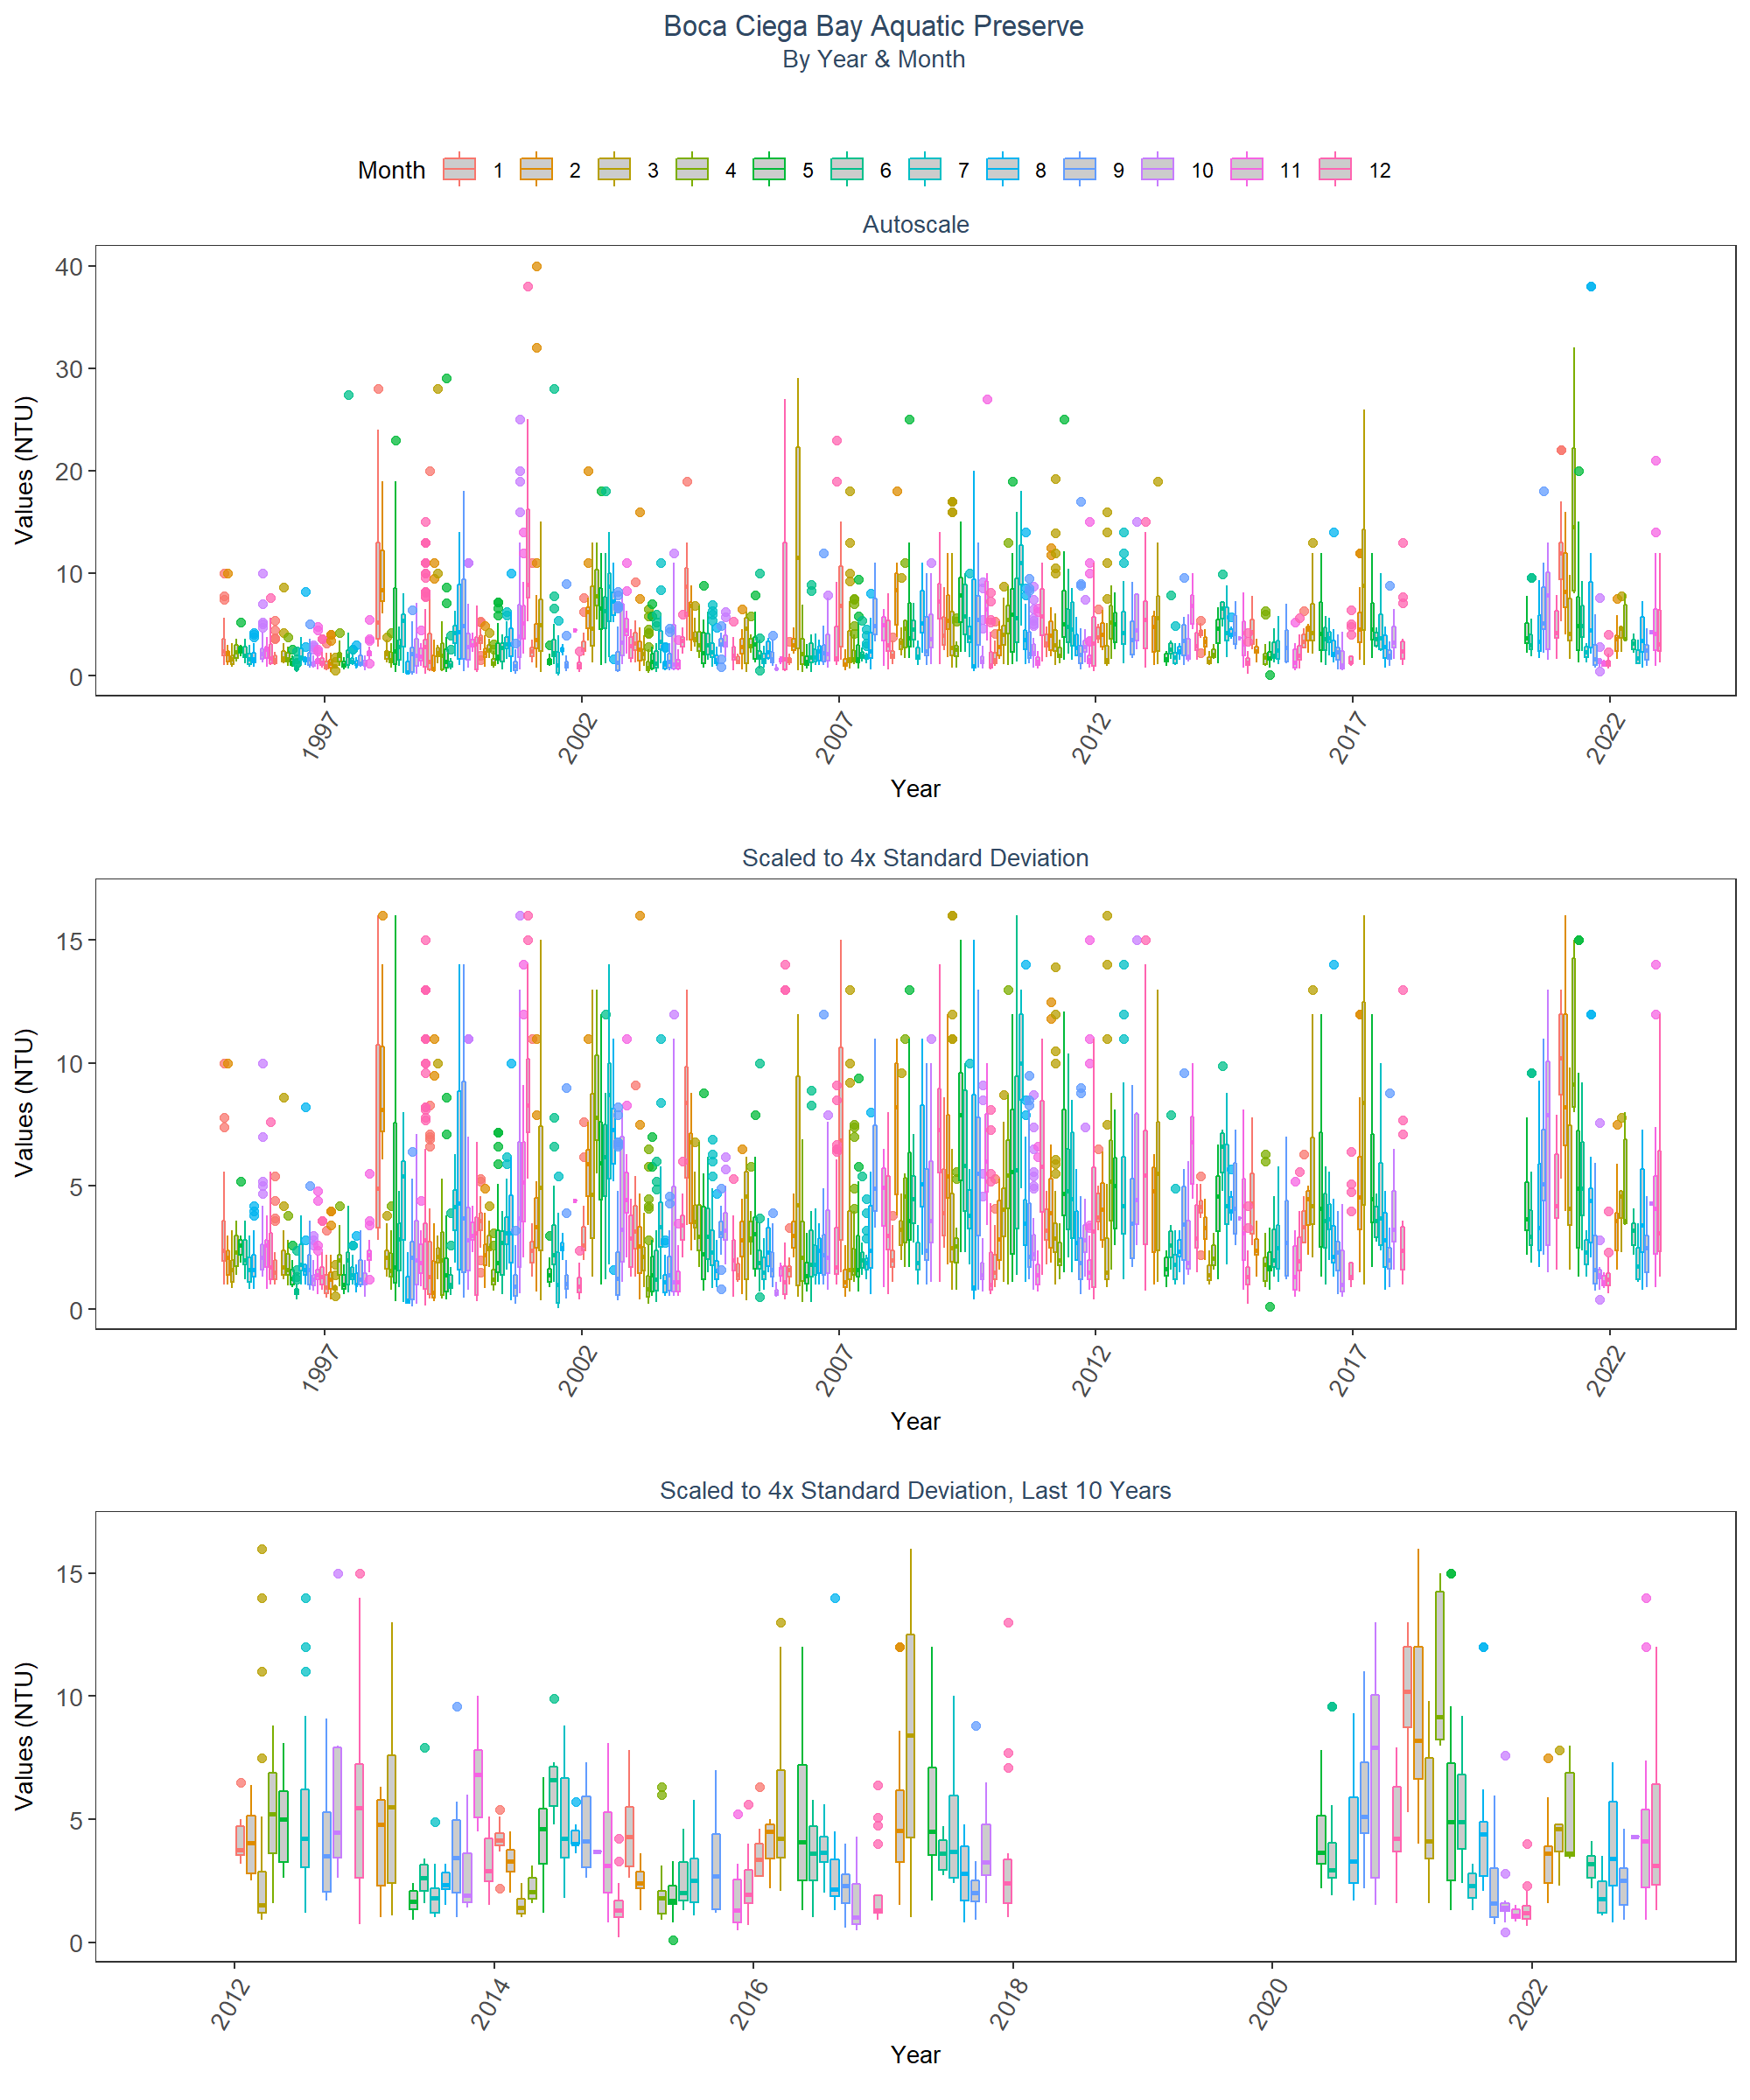 Boca Ciega Bay Aquatic Preserve
By Year & Month
Month 1 2 3 4 5 6 7 8 9 10 11 12
Autoscale
Values (NTU)
40
30
20
10
0
1997 2002 2007 2012 2017 2022
Year
Scaled to 4x Standard Deviation
Values (NTU)
15
10
5
0
1997 2002 2007 2012 2017 2022
Year
Scaled to 4x Standard Deviation, Last 10 Years
Values (NTU)
15
10
5
0
2012 2014 2016 2018 2020 2022
Year